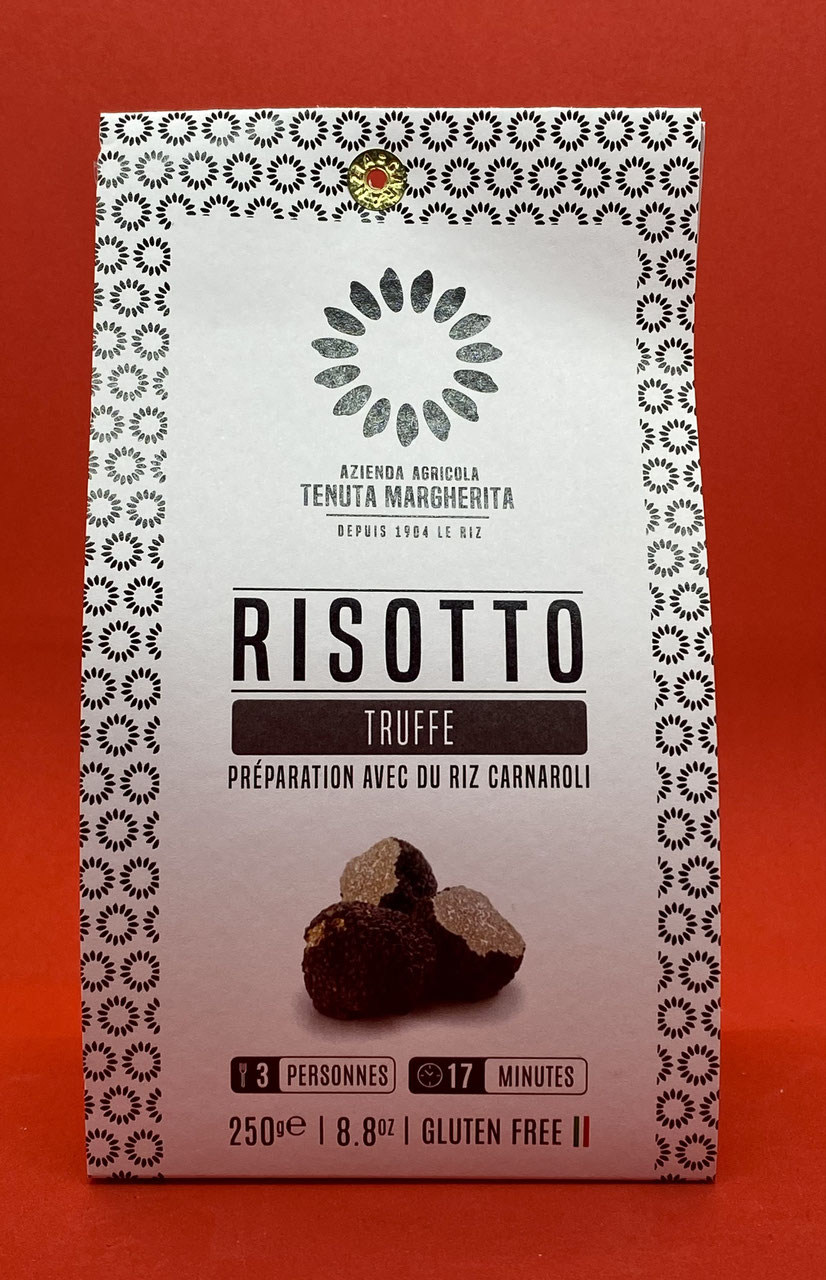 AZIENDA AGRICOLA
TENUTA MARGHERITA
DEPUIS 1904 LE RIZ
RISOTTO
TRUFFE
PRÉPARATION AVEC DU RIZ CARNAROLI
3 PERSONNES 17 MINUTES
250g℮ | 8.8oz | GLUTEN FREE